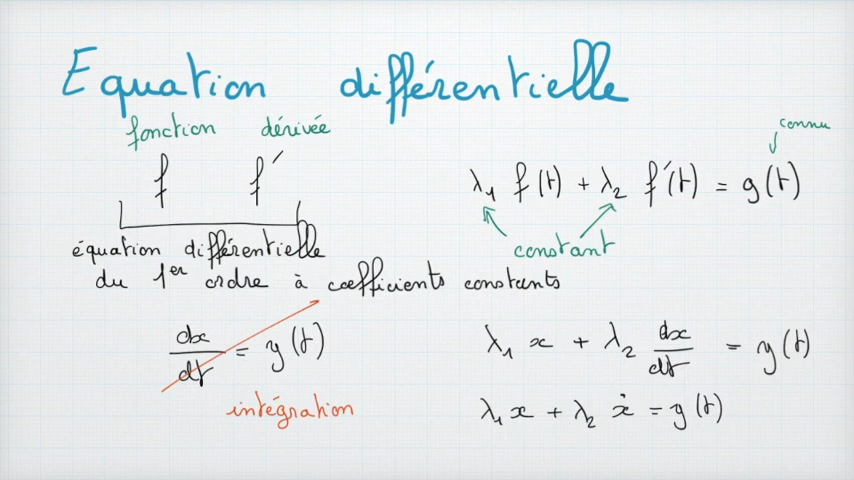 Equation différentielle
fonction dérivée
f f'
équation différentielle
du 1er ordre à coefficients constants
dx/dt = g(t)
intégration
connu
λ1 f(t) + λ2 f'(t) = g(t)
constant
λ1 x + λ2 dx/dt = g(t)
λ1 x + λ2 ẋ = g(t)